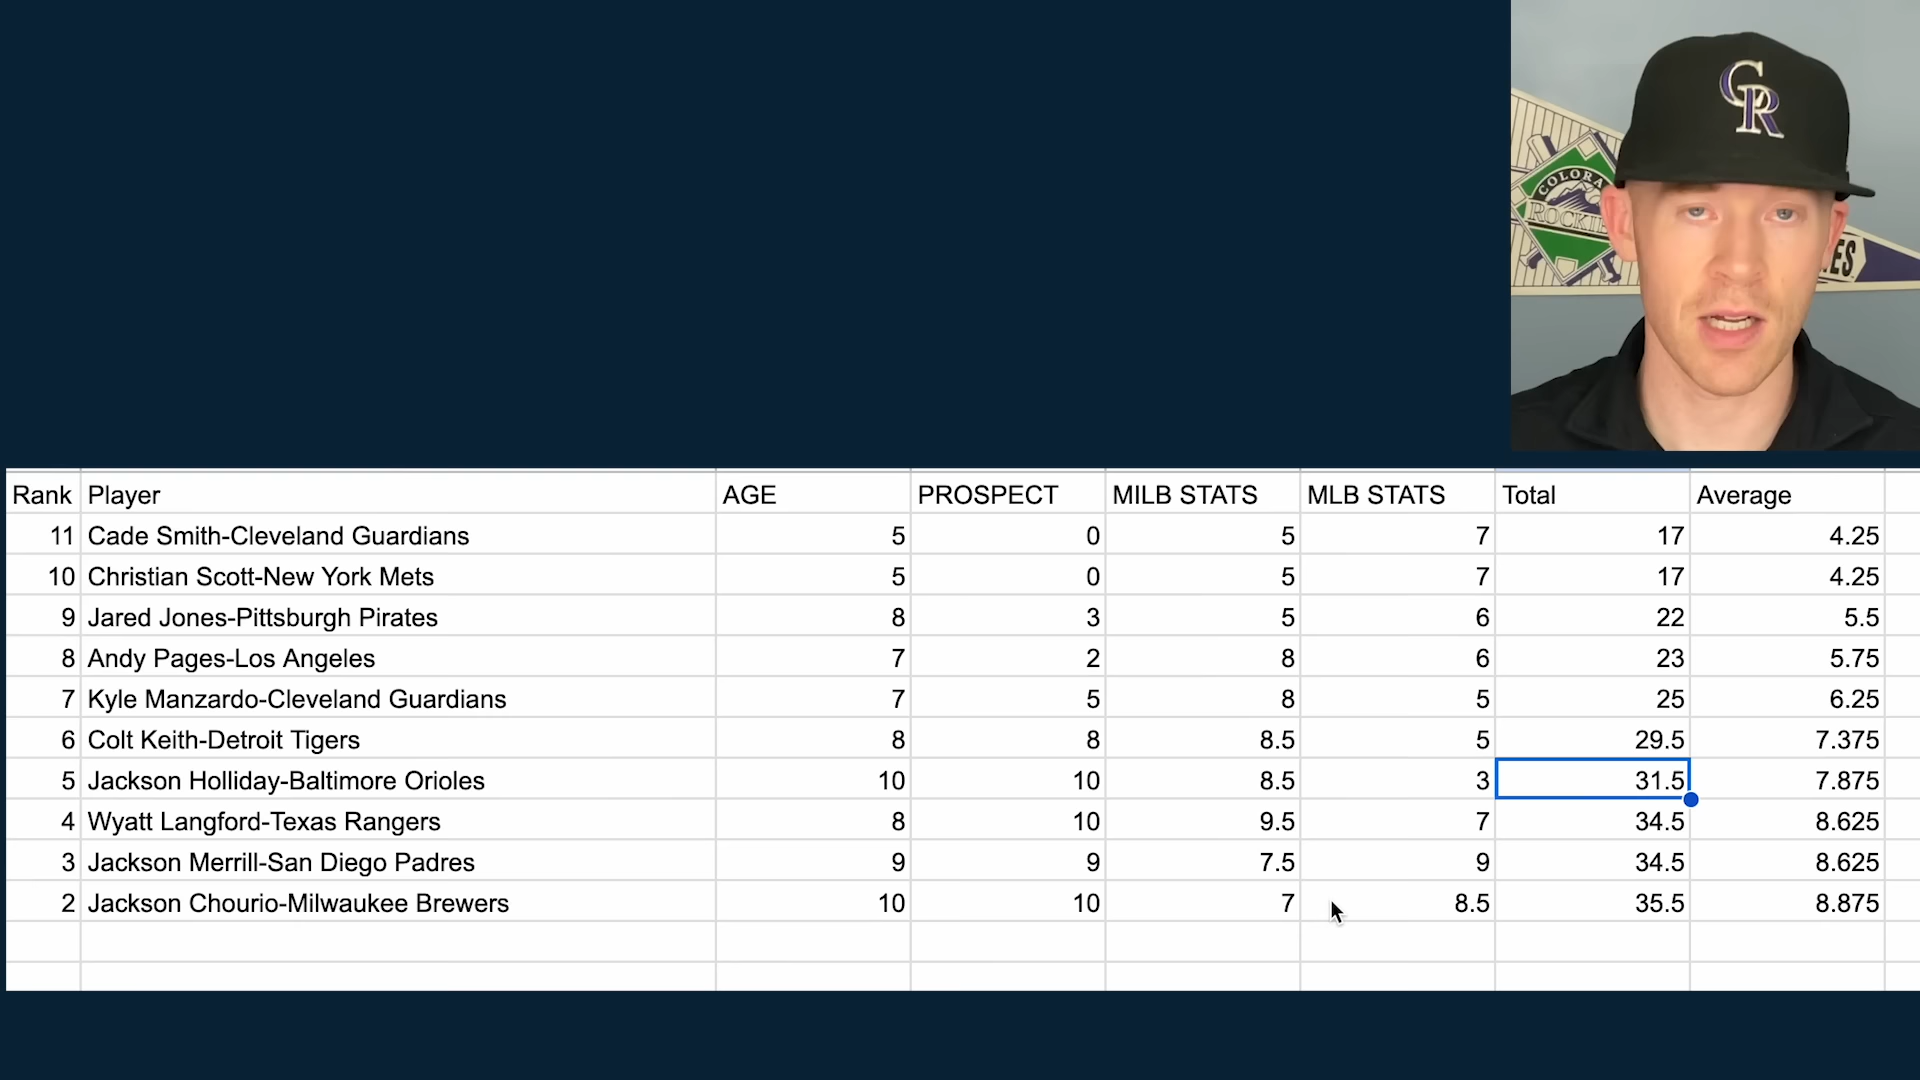 CR
COLORA
ROCKIE
ES
Rank Player AGE PROSPECT MILB STATS MLB STATS Total Average
11 Cade Smith-Cleveland Guardians 5 0 5 7 17 4.25
10 Christian Scott-New York Mets 5 0 5 7 17 4.25
9 Jared Jones-Pittsburgh Pirates 8 3 5 6 22 5.5
8 Andy Pages-Los Angeles 7 2 8 6 23 5.75
7 Kyle Manzardo-Cleveland Guardians 7 5 8 5 25 6.25
6 Colt Keith-Detroit Tigers 8 8 8.5 5 29.5 7.375
5 Jackson Holliday-Baltimore Orioles 10 10 8.5 3 31.5 7.875
4 Wyatt Langford-Texas Rangers 8 10 9.5 7 34.5 8.625
3 Jackson Merrill-San Diego Padres 9 9 7.5 9 34.5 8.625
2 Jackson Chourio-Milwaukee Brewers 10 10 7 8.5 35.5 8.875